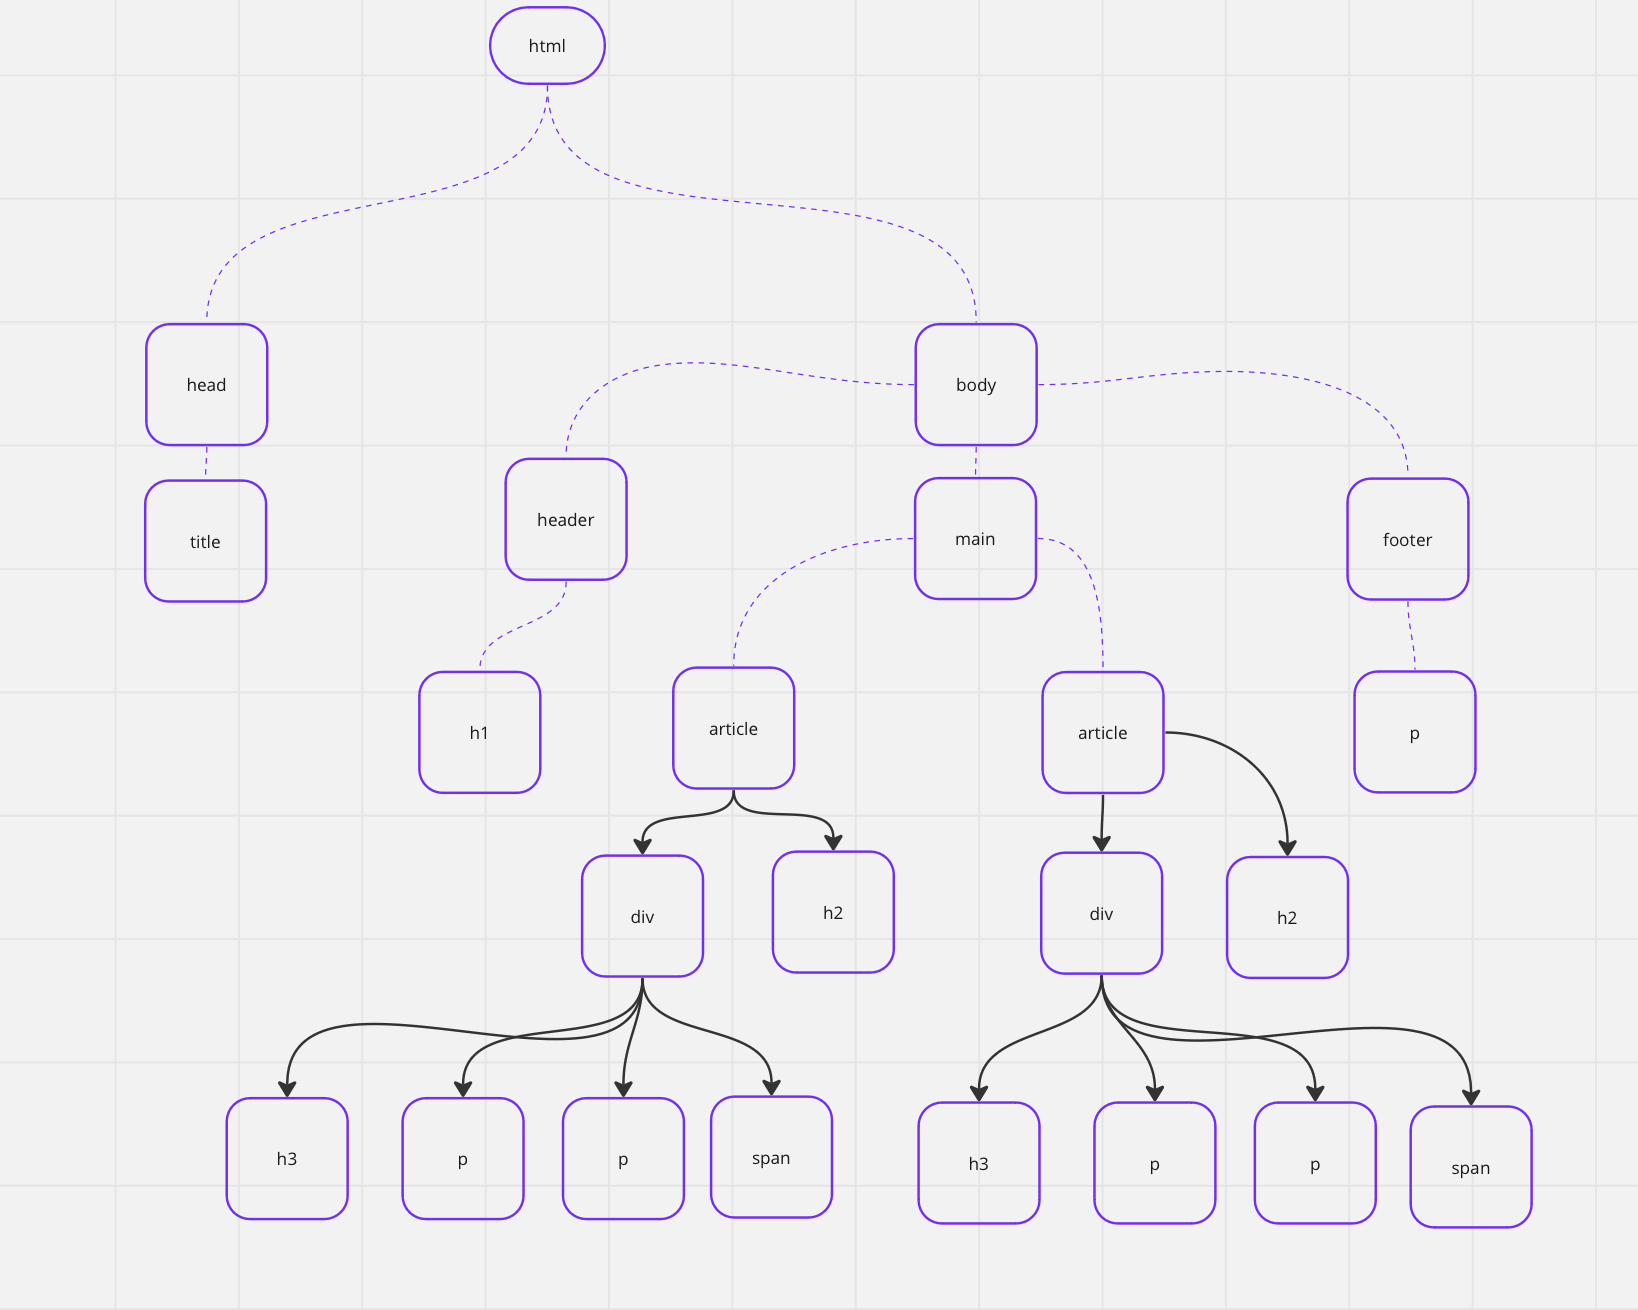 html
head
body
title
header
main
footer
h1
article
article
p
div
h2
div
h2
h3
p
p
span
h3
p
p
span